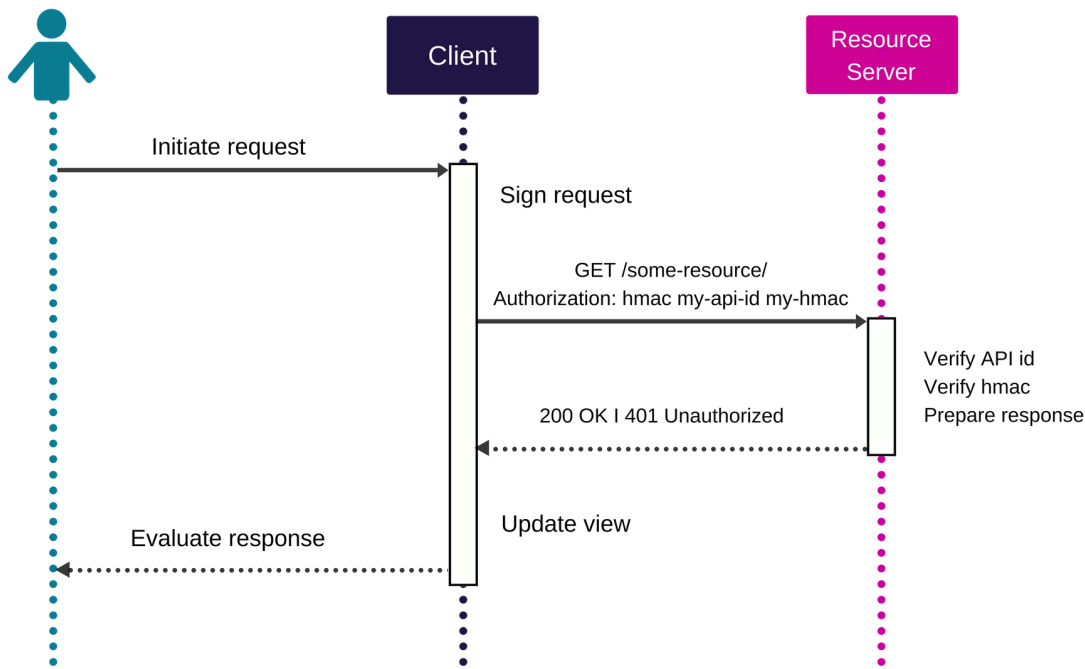 Client
Resource
Server
Initiate request
Sign request
GET /some-resource/
Authorization: hmac my-api-id my-hmac
Verify API id
Verify hmac
Prepare response
200 OK I 401 Unauthorized
Update view
Evaluate response